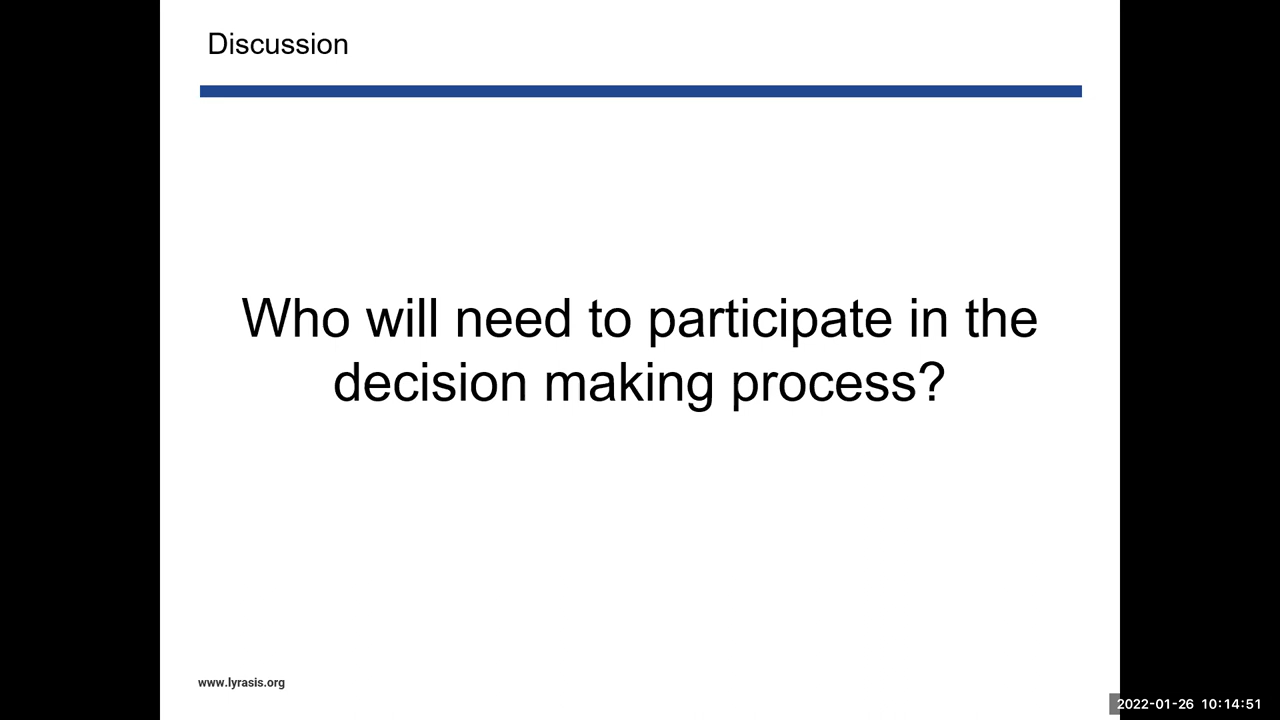 Discussion
Who will need to participate in the
decision making process?
www.lyrasis.org
2022-01-26 10:14:51